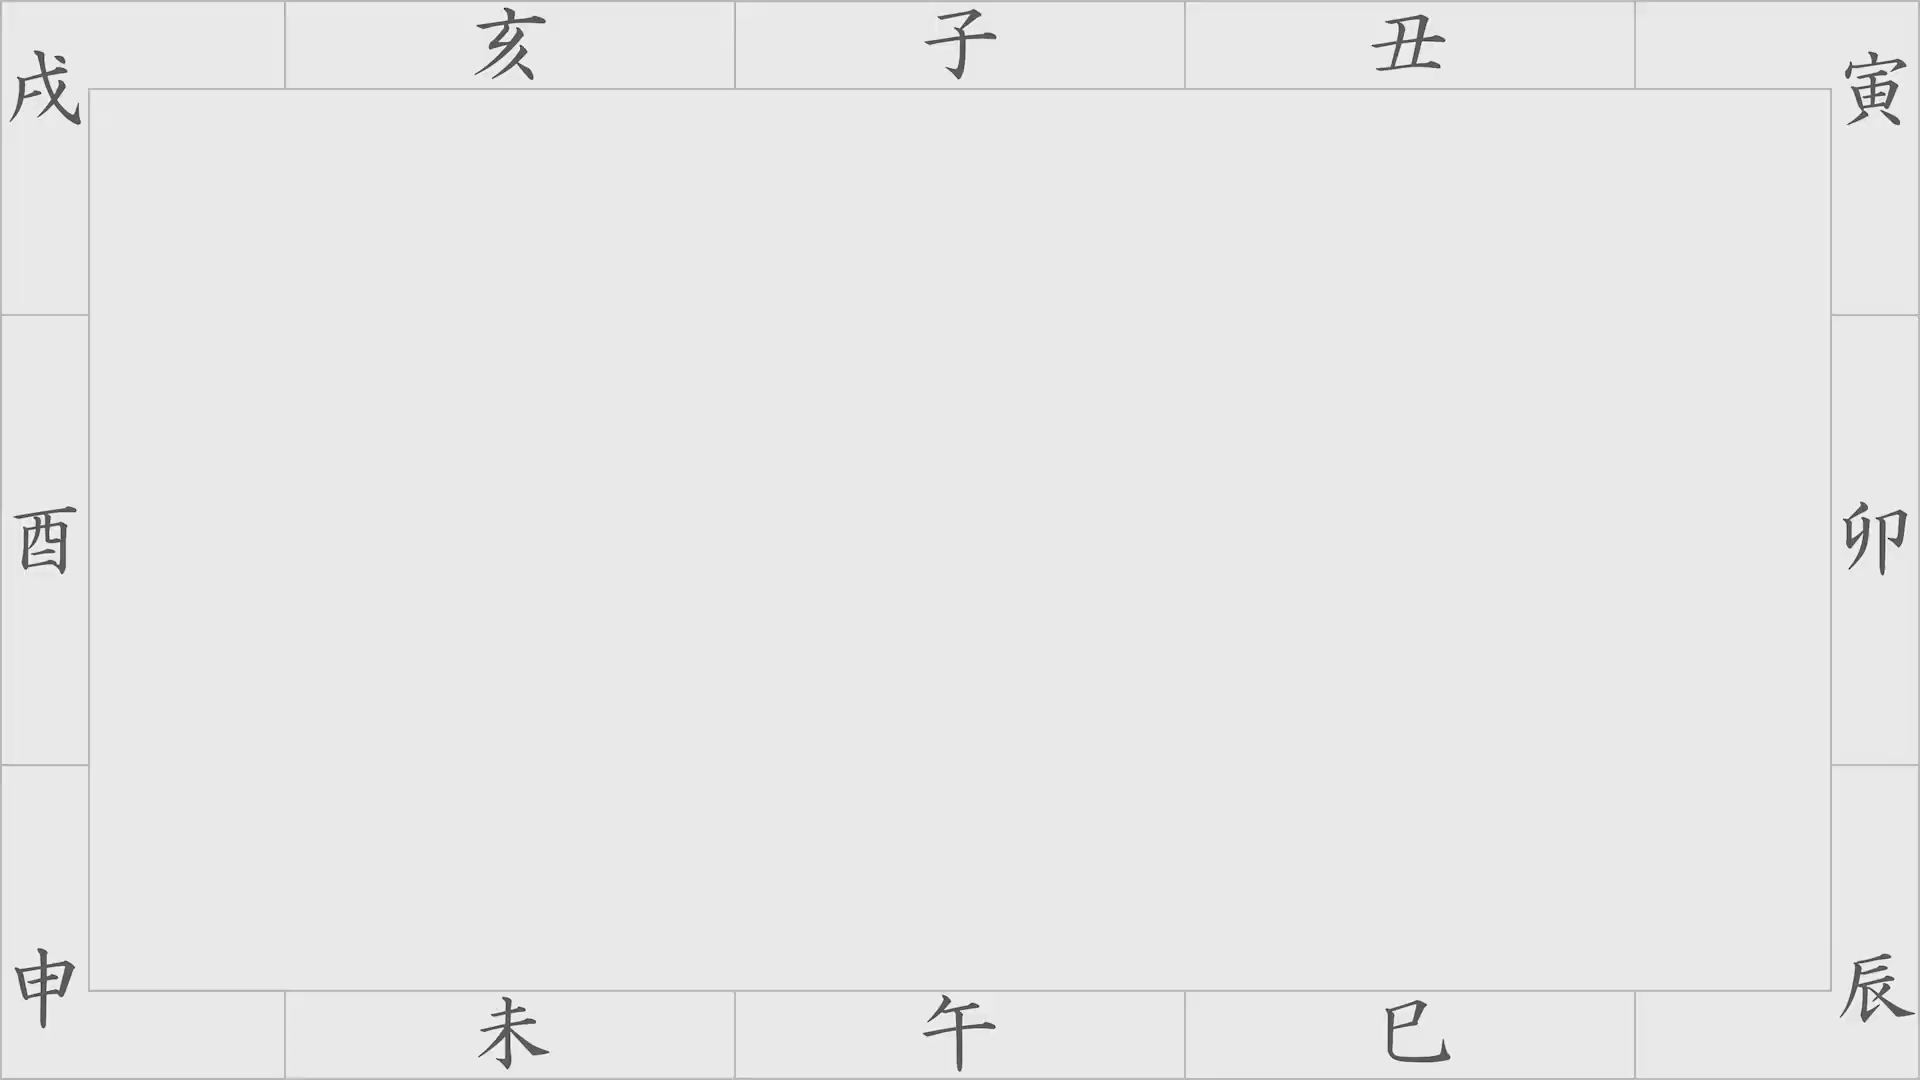 亥 子 丑
戌 寅
酉 卯
申 辰
未 午 巳